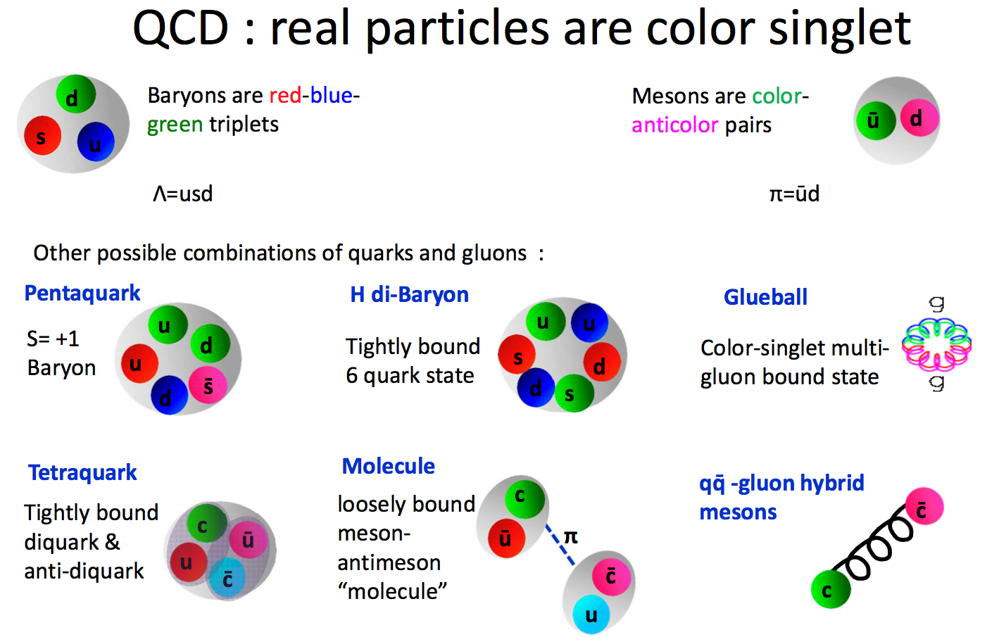 QCD : real particles are color singlet
d
s
u
Baryons are red-blue-
green triplets
Λ=usd
Mesons are color-
anticolor pairs
ū
d
π=ūd
Other possible combinations of quarks and gluons :
Pentaquark
S= +1
Baryon
u
d
u
s̄
d
H di-Baryon
Tightly bound
6 quark state
u
u
s
d
d
s
Glueball
Color-singlet multi-
gluon bound state
g
g
Tetraquark
Tightly bound
diquark &
anti-diquark
c
ū
u
c̄
Molecule
loosely bound
meson-
antimeson
“molecule”
c
ū
π
c̄
u
qq̄ -gluon hybrid
mesons
c̄
c